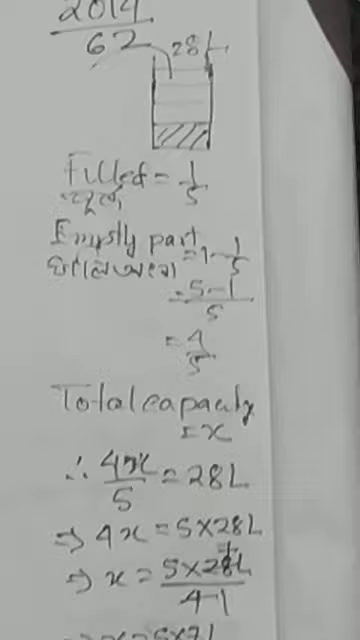 2014
62
28L
Filled = 1/5
Empty part = 1 - 1/5
= 5-1/5
= 4/5
Total capacity
= x
∴ 4x/5 = 28L
⇒ 4x = 5×28L
⇒ x = 5×28L/4-1